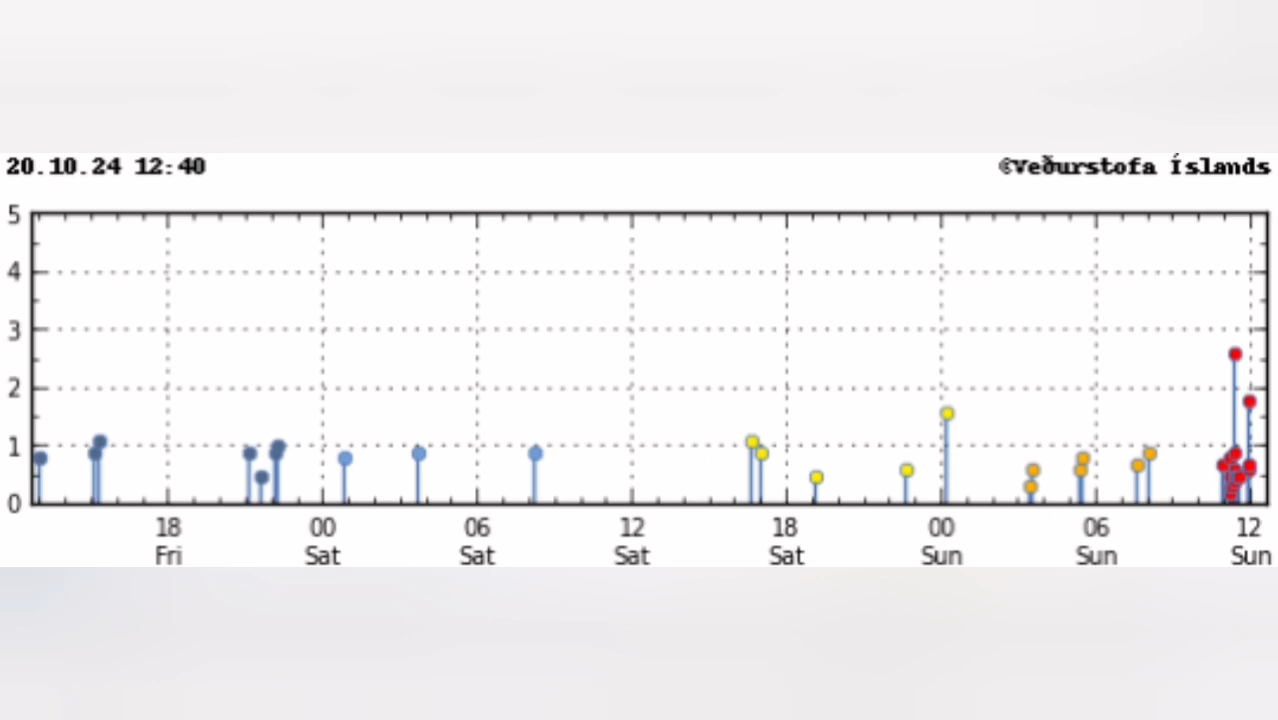 20.10.24 12:40 ©Veðurstofa Íslands
5
4
3
2
1
0
18 00 06 12 18 00 06 12
Fri Sat Sat Sat Sat Sun Sun Sun